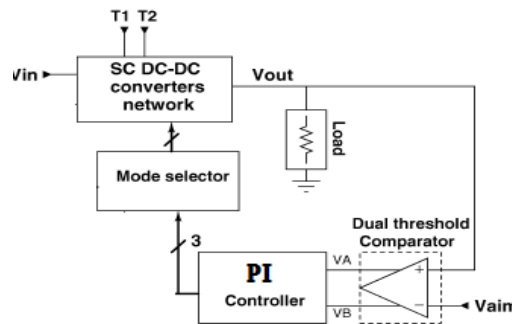 T1 T2
Vin
SC DC-DC
converters
network
Vout
Load
Mode selector
3
Dual threshold
Comparator
PI
Controller
VA
VB
+
−
Vaim